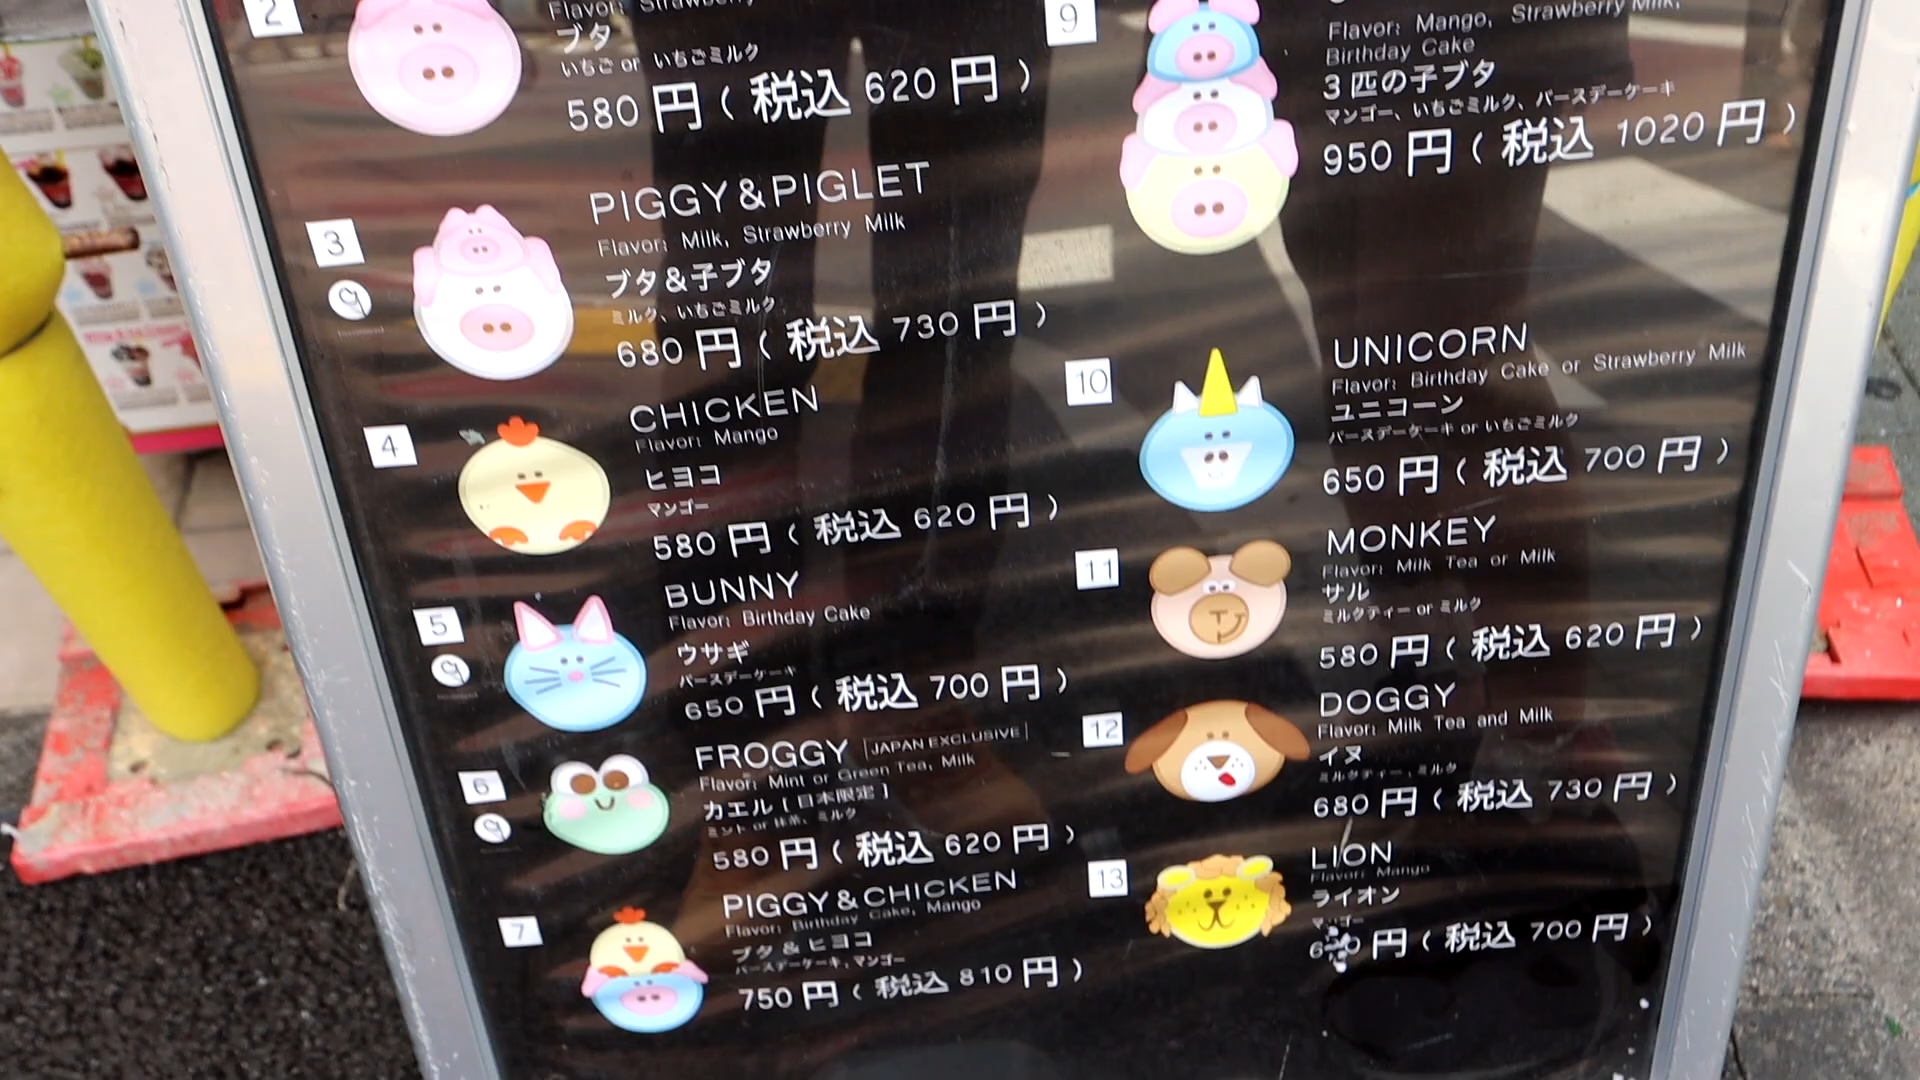 2
Flavor: Strawberry
ブタ
いちご or いちごミルク
580 円 ( 税込 620 円 )
3
PIGGY & PIGLET
Flavor: Milk, Strawberry Milk
ブタ&子ブタ
ミルク、いちごミルク
680 円 ( 税込 730 円 )
4
CHICKEN
Flavor: Mango
ヒヨコ
マンゴー
580 円 ( 税込 620 円 )
5
BUNNY
Flavor: Birthday Cake
ウサギ
バースデーケーキ
650 円 ( 税込 700 円 )
6
FROGGY JAPAN EXCLUSIVE
Flavor: Mint or Green Tea, Milk
カエル [ 日本限定 ]
ミント or 抹茶、ミルク
580 円 ( 税込 620 円 )
7
PIGGY & CHICKEN
Flavor: Birthday Cake, Mango
ブタ & ヒヨコ
バースデーケーキ、マンゴー
750 円 ( 税込 810 円 )
9
Flavor: Mango, Strawberry Milk,
Birthday Cake
3 匹の子ブタ
マンゴー、いちごミルク、バースデーケーキ
950 円 ( 税込 1020 円 )
10
UNICORN
Flavor: Birthday Cake or Strawberry Milk
ユニコーン
バースデーケーキ or いちごミルク
650 円 ( 税込 700 円 )
11
MONKEY
Flavor: Milk Tea or Milk
サル
ミルクティー or ミルク
580 円 ( 税込 620 円 )
12
DOGGY
Flavor: Milk Tea and Milk
イヌ
ミルクティー、ミルク
680 円 ( 税込 730 円 )
13
LION
Flavor: Mango
ライオン
マンゴー
円 ( 税込 700 円 )